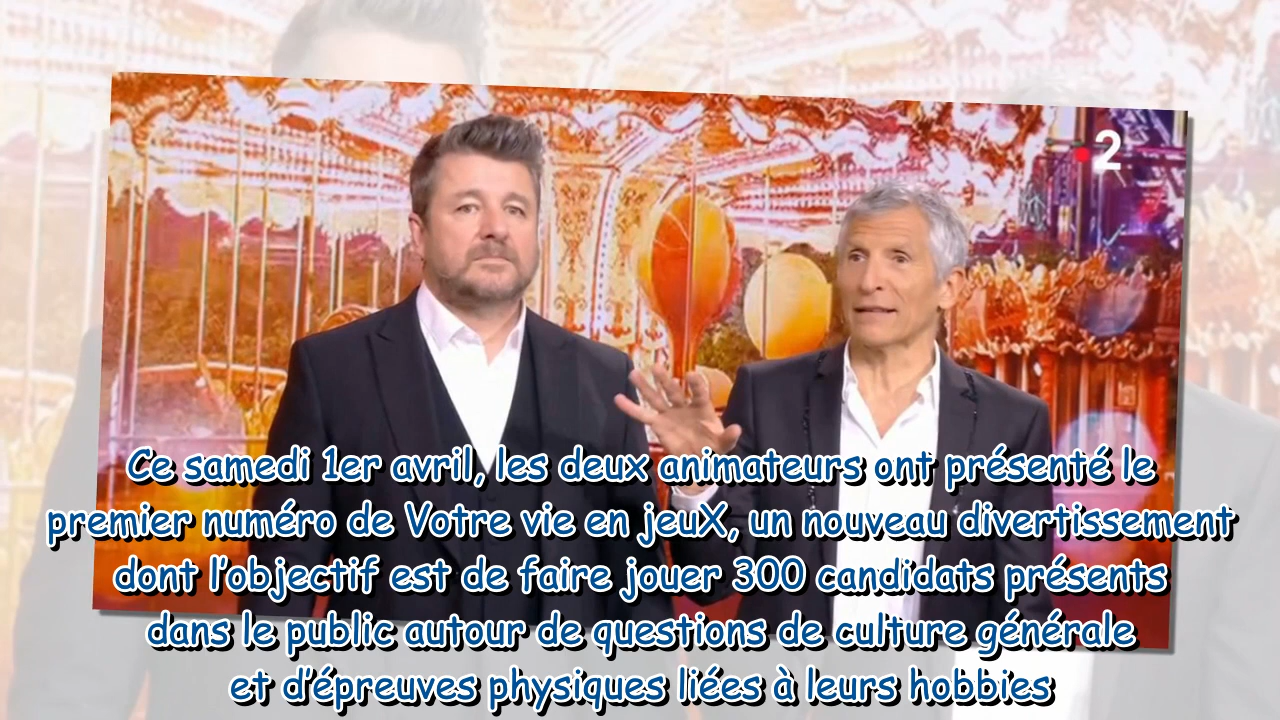 2
Ce samedi 1er avril, les deux animateurs ont présenté le
premier numéro de Votre vie en jeuX, un nouveau divertissement
dont l'objectif est de faire jouer 300 candidats présents
dans le public autour de questions de culture générale
et d'épreuves physiques liées à leurs hobbies